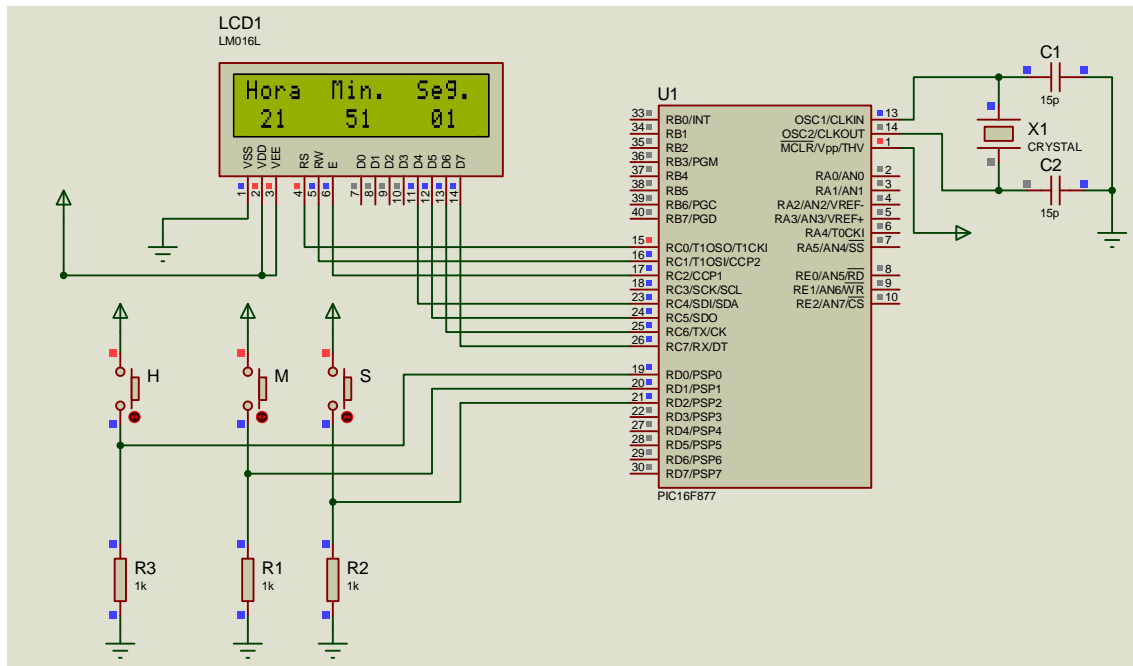 LCD1
LM016L
Hora Min. Seg.
21 51 01
VSS VDD VEE RS RW E D0 D1 D2 D3 D4 D5 D6 D7
1 2 3 4 5 6 7 8 9 10 11 12 13 14
C1
15p
X1
CRYSTAL
C2
15p
U1
33 RB0/INT OSC1/CLKIN 13
34 RB1 OSC2/CLKOUT 14
35 RB2 MCLR/Vpp/THV 1
36 RB3/PGM
37 RB4 RA0/AN0 2
38 RB5 RA1/AN1 3
39 RB6/PGC RA2/AN2/VREF- 4
40 RB7/PGD RA3/AN3/VREF+ 5
RA4/T0CKI 6
15 RC0/T1OSO/T1CKI RA5/AN4/SS 7
16 RC1/T1OSI/CCP2
17 RC2/CCP1 RE0/AN5/RD 8
18 RC3/SCK/SCL RE1/AN6/WR 9
23 RC4/SDI/SDA RE2/AN7/CS 10
24 RC5/SDO
25 RC6/TX/CK
26 RC7/RX/DT
19 RD0/PSP0
20 RD1/PSP1
21 RD2/PSP2
22 RD3/PSP3
27 RD4/PSP4
28 RD5/PSP5
29 RD6/PSP6
30 RD7/PSP7
PIC16F877
H M S
R3 R1 R2
1k 1k 1k